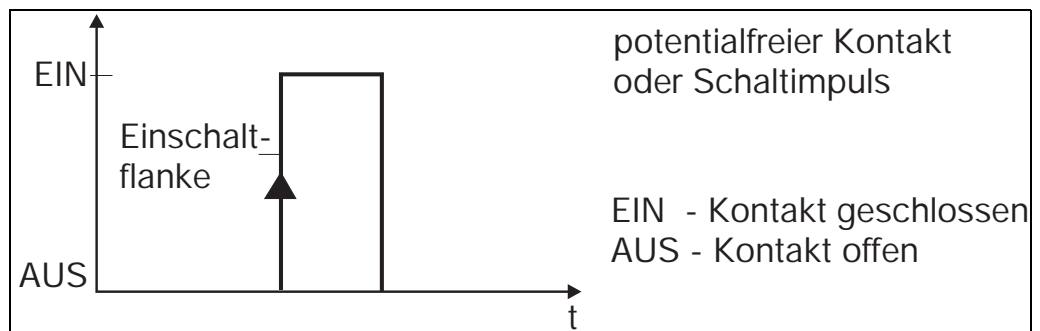 EIN
Einschalt-
flanke
AUS
t
potentialfreier Kontakt
oder Schaltimpuls
EIN - Kontakt geschlossen
AUS - Kontakt offen